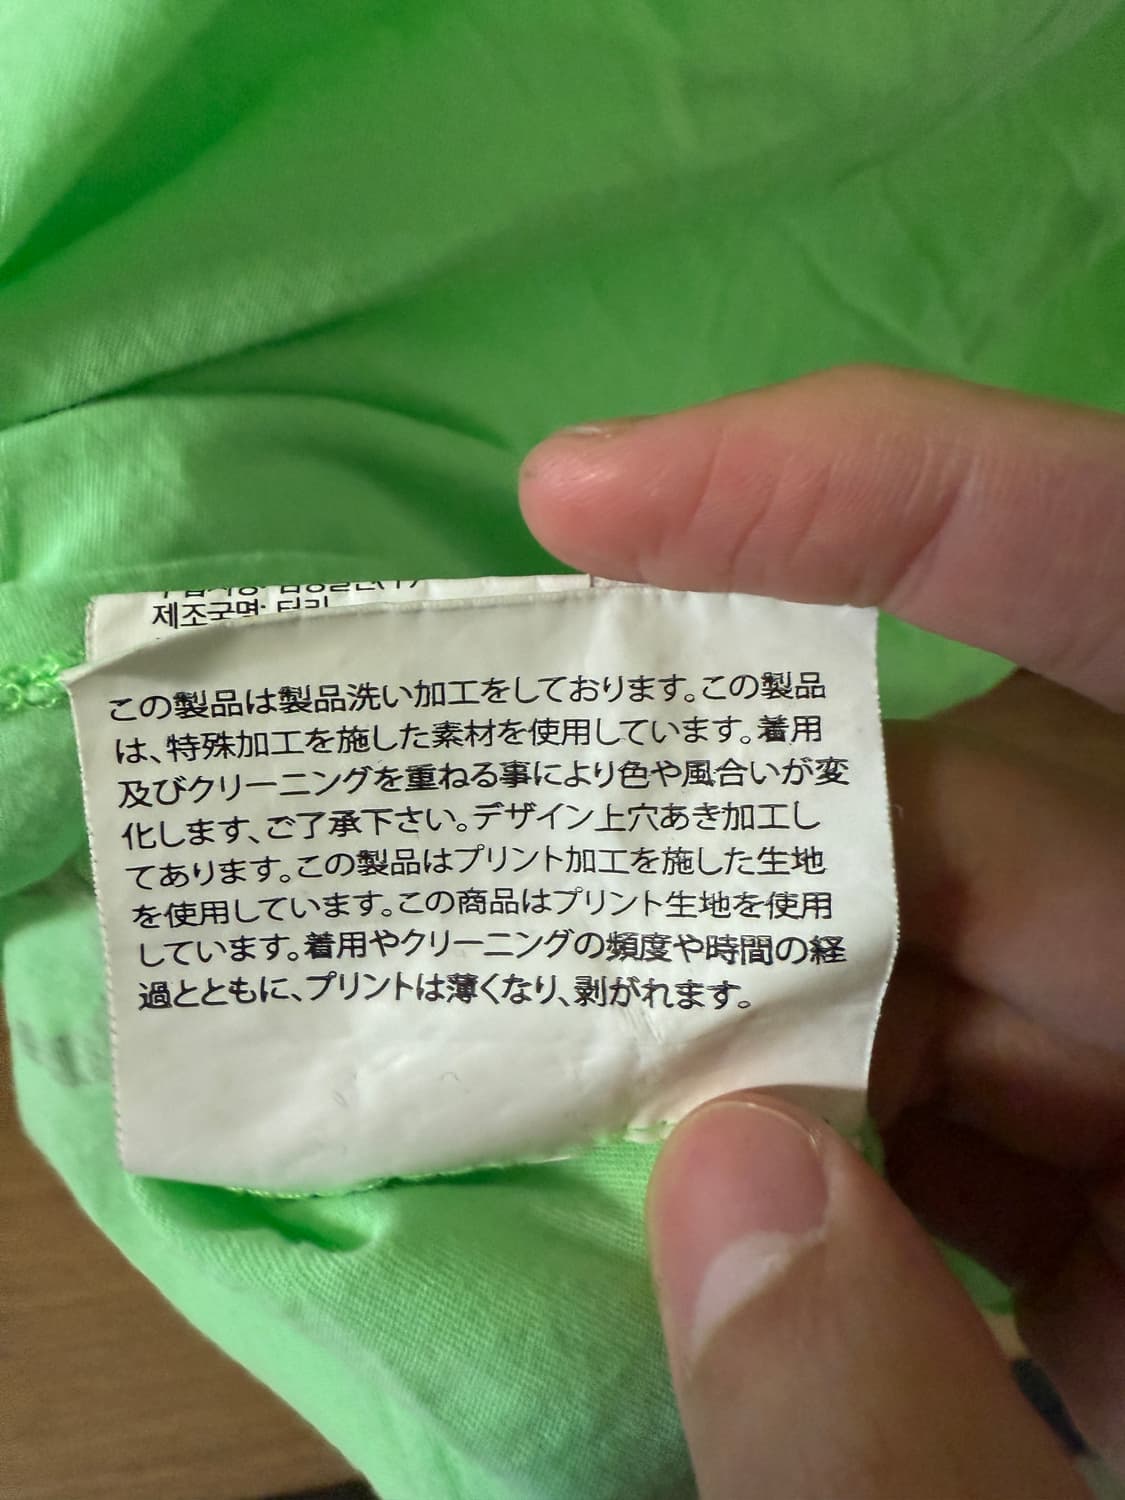 제조국명: 터키
この製品は製品洗い加工をしております。この製品
は、特殊加工を施した素材を使用しています。着用
及びクリーニングを重ねる事により色や風合いが変
化します、ご了承下さい。デザイン上穴あき加工し
てあります。この製品はプリント加工を施した生地
を使用しています。この商品はプリント生地を使用
しています。着用やクリーニングの頻度や時間の経
過とともに、プリントは薄くなり、剥がれます。